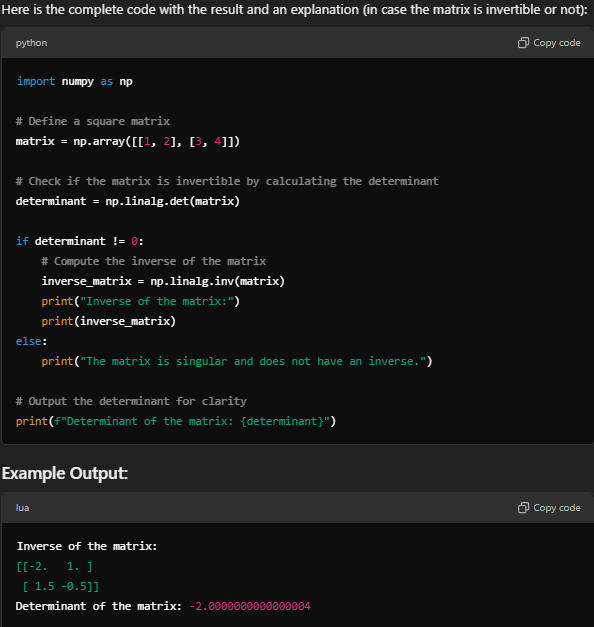 Here is the complete code with the result and an explanation (in case the matrix is invertible or not):
python Copy code
import numpy as np
# Define a square matrix
matrix = np.array([[1, 2], [3, 4]])
# Check if the matrix is invertible by calculating the determinant
determinant = np.linalg.det(matrix)
if determinant != 0:
    # Compute the inverse of the matrix
    inverse_matrix = np.linalg.inv(matrix)
    print("Inverse of the matrix:")
    print(inverse_matrix)
else:
    print("The matrix is singular and does not have an inverse.")
# Output the determinant for clarity
print(f"Determinant of the matrix: {determinant}")
Example Output:
lua Copy code
Inverse of the matrix:
[[-2.   1. ]
 [ 1.5 -0.5]]
Determinant of the matrix: -2.0000000000000004